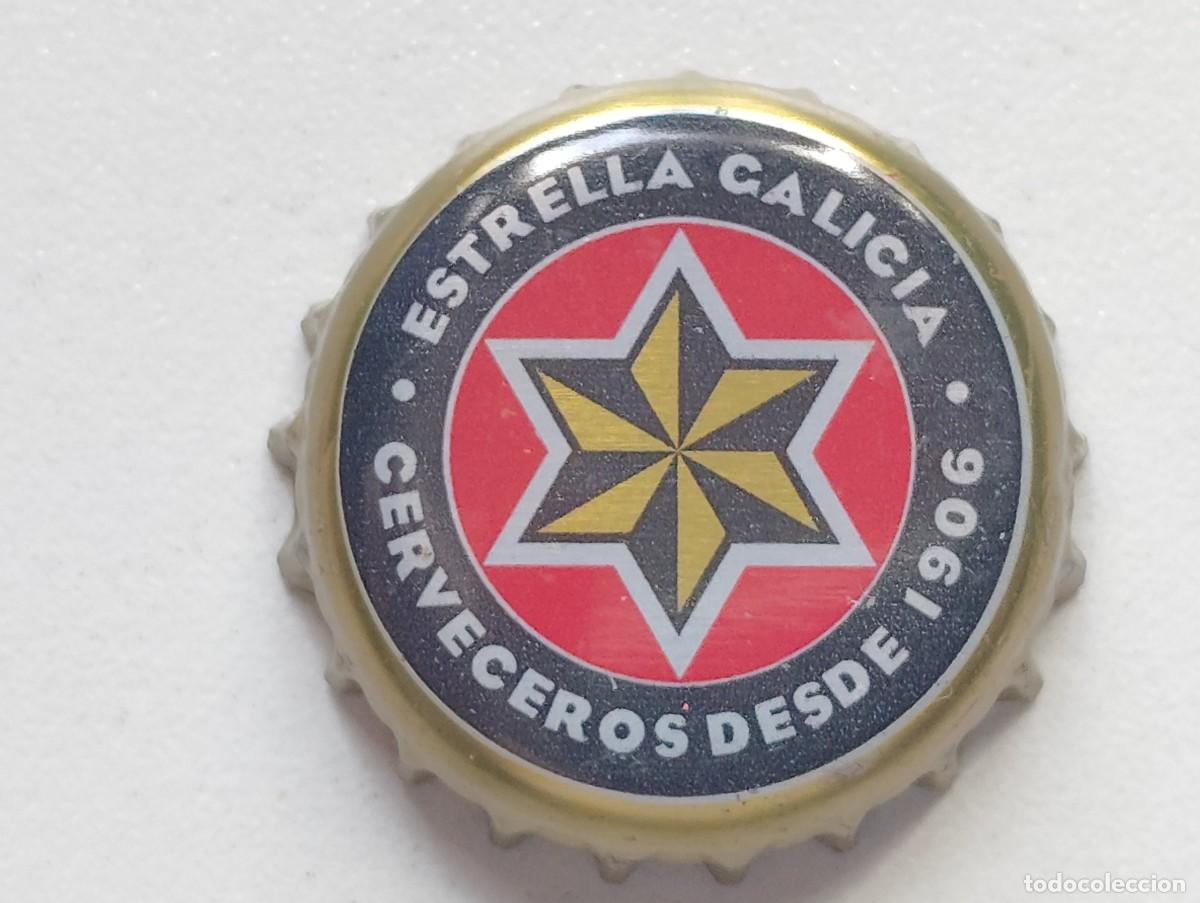 ESTRELLA GALICIA
• CERVECEROS DESDE 1906 •
todocoleccion